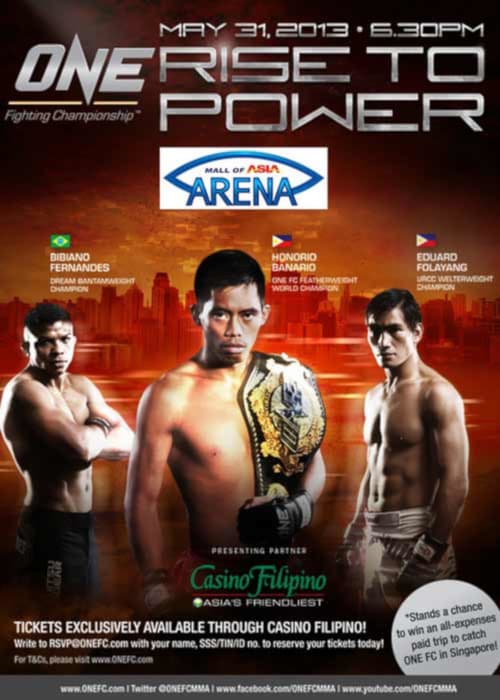 MAY 31, 2013 • 6.30PM
ONE RISE TO
Fighting Championship™ POWER
MALL OF ASIA
ARENA
BIBIANO
FERNANDES
DREAM BANTAMWEIGHT
CHAMPION
HONORIO
BANARIO
ONE FC FEATHERWEIGHT
WORLD CHAMPION
EDUARD
FOLAYANG
URCC WELTERWEIGHT
CHAMPION
PRESENTING PARTNER
Casino Filipino
ASIA'S FRIENDLIEST
TICKETS EXCLUSIVELY AVAILABLE THROUGH CASINO FILIPINO!
Write to RSVP@ONEFC.com with your name, SSS/TIN/ID no. to reserve your tickets today!
For T&Cs, please visit www.ONEFC.com
*Stands a chance
to win an all-expenses
paid trip to catch
ONE FC in Singapore!
www.ONEFC.com | Twitter @ONEFCMMA | www.facebook.com/ONEFCMMA | www.youtube.com/ONEFCMMA